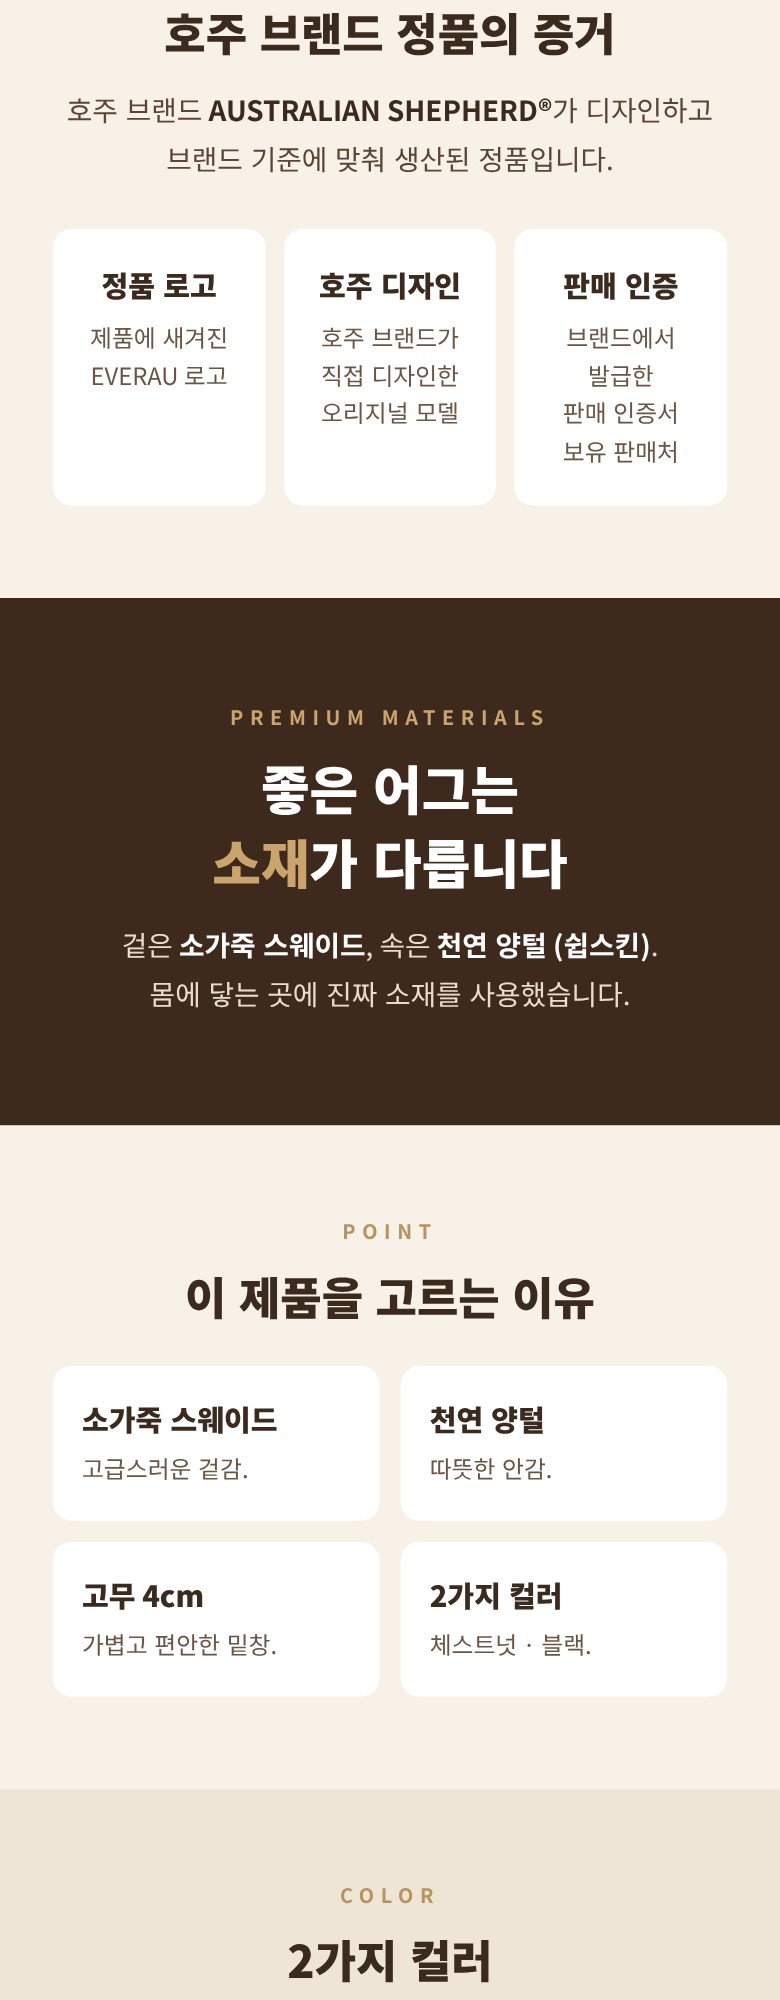 호주 브랜드 정품의 증거
호주 브랜드 AUSTRALIAN SHEPHERD®가 디자인하고
브랜드 기준에 맞춰 생산된 정품입니다.
정품 로고
제품에 새겨진
EVERAU 로고
호주 디자인
호주 브랜드가
직접 디자인한
오리지널 모델
판매 인증
브랜드에서
발급한
판매 인증서
보유 판매처
PREMIUM MATERIALS
좋은 어그는
소재가 다릅니다
겉은 소가죽 스웨이드, 속은 천연 양털 (쉽스킨).
몸에 닿는 곳에 진짜 소재를 사용했습니다.
POINT
이 제품을 고르는 이유
소가죽 스웨이드
고급스러운 겉감.
천연 양털
따뜻한 안감.
고무 4cm
가볍고 편안한 밑창.
2가지 컬러
체스트넛 · 블랙.
COLOR
2가지 컬러